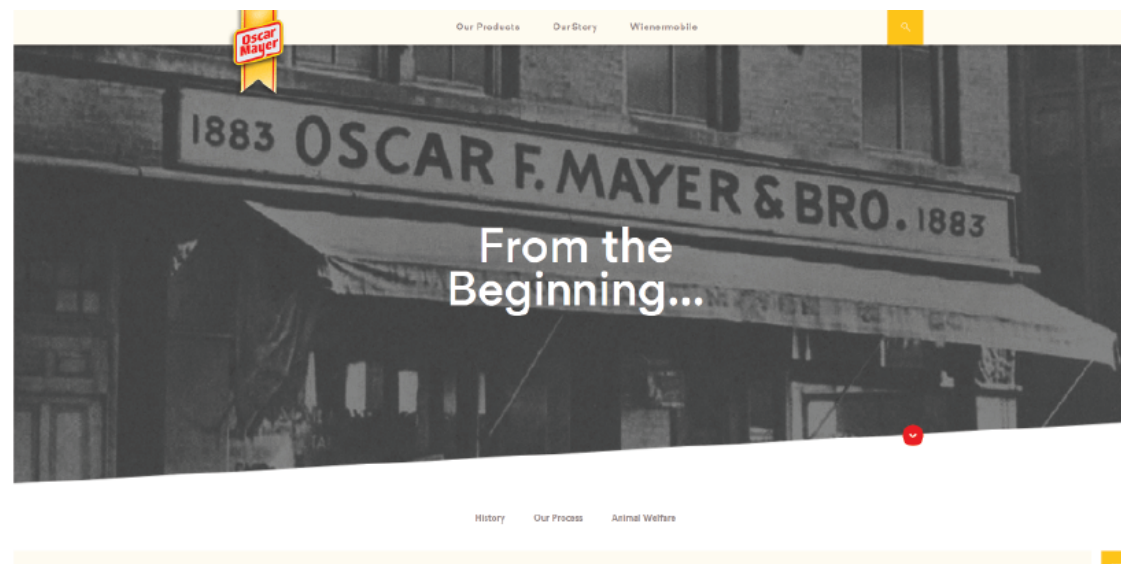 Oscar
Mayer
Our Products
Our Story
Wienermobile
1883 OSCAR F. MAYER & BRO. 1883
From the
Beginning...
History
Our Process
Animal Welfare